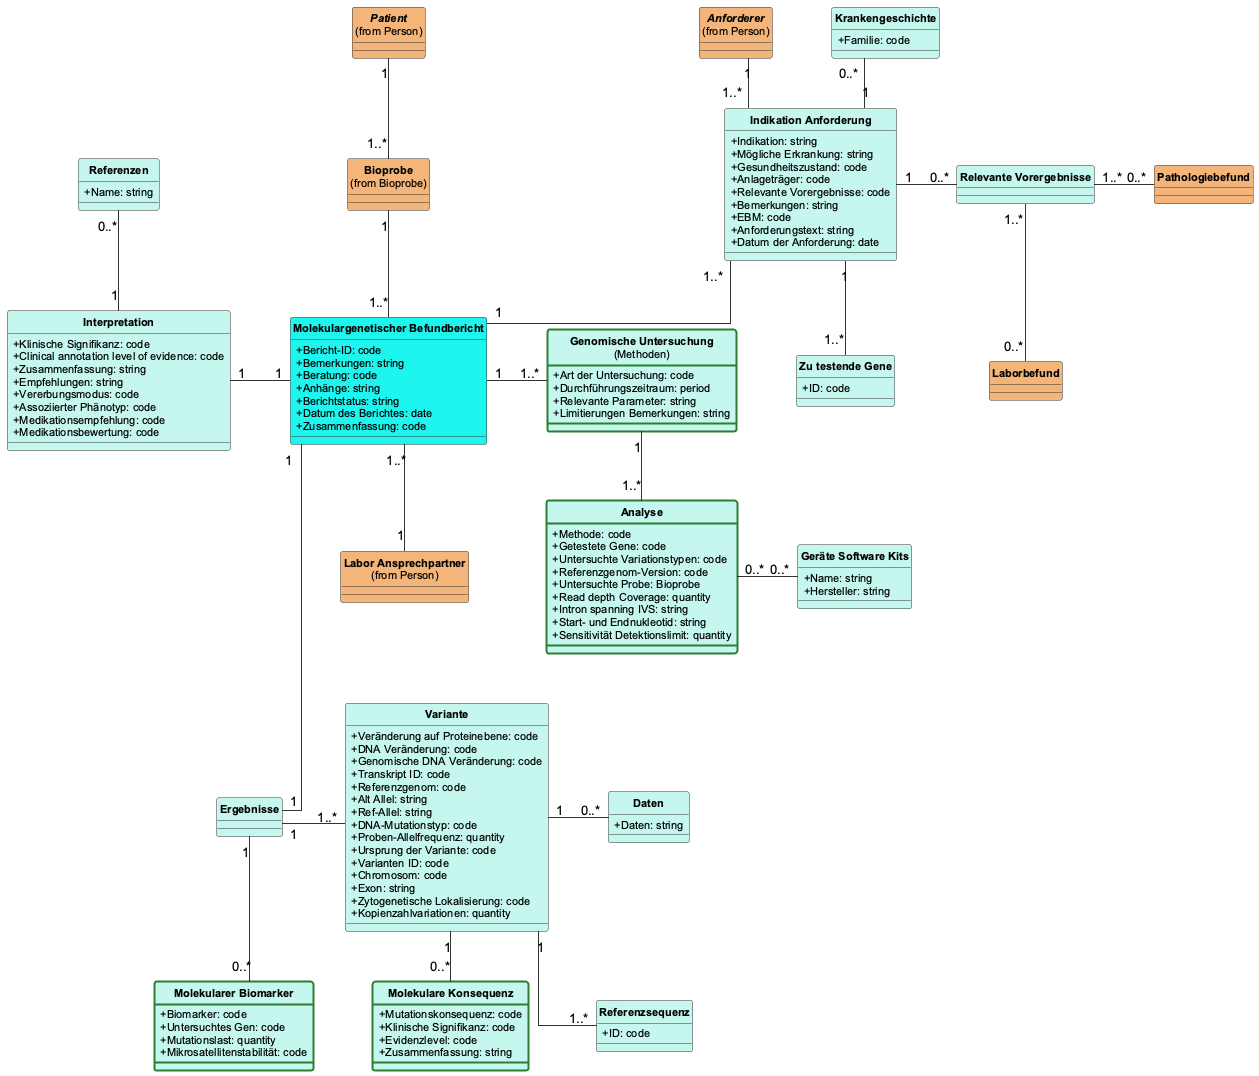 Patient
(from Person)
1
1..*
Anforderer
(from Person)
1
1..*
Krankengeschichte
+Familie: code
0..*
1
Indikation Anforderung
+Indikation: string
+Mögliche Erkrankung: string
+Gesundheitszustand: code
+Anlageträger: code
+Relevante Vorergebnisse: code
+Bemerkungen: string
+EBM: code
+Anforderungstext: string
+Datum der Anforderung: date
1 0..*
Relevante Vorergebnisse
1..* 0..*
Pathologiebefund
1..*
0..*
Laborbefund
Referenzen
+Name: string
0..*
1
Bioprobe
(from Bioprobe)
1
1..*
1..*
1
1
1..*
Zu testende Gene
+ID: code
Interpretation
+Klinische Signifikanz: code
+Clinical annotation level of evidence: code
+Zusammenfassung: string
+Empfehlungen: string
+Vererbungsmodus: code
+Assoziierter Phänotyp: code
+Medikationsempfehlung: code
+Medikationsbewertung: code
1 1
Molekulargenetischer Befundbericht
+Bericht-ID: code
+Bemerkungen: string
+Beratung: code
+Anhänge: string
+Berichtstatus: string
+Datum des Berichtes: date
+Zusammenfassung: code
1 1..*
Genomische Untersuchung
(Methoden)
+Art der Untersuchung: code
+Durchführungszeitraum: period
+Relevante Parameter: string
+Limitierungen Bemerkungen: string
1
1..*
1
1..*
1
Labor Ansprechpartner
(from Person)
Analyse
+Methode: code
+Getestete Gene: code
+Untersuchte Variationstypen: code
+Referenzgenom-Version: code
+Untersuchte Probe: Bioprobe
+Read depth Coverage: quantity
+Intron spanning IVS: string
+Start- und Endnukleotid: string
+Sensitivität Detektionslimit: quantity
0..* 0..*
Geräte Software Kits
+Name: string
+Hersteller: string
Variante
+Veränderung auf Proteinebene: code
+DNA Veränderung: code
+Genomische DNA Veränderung: code
+Transkript ID: code
+Referenzgenom: code
+Alt Allel: string
+Ref-Allel: string
+DNA-Mutationstyp: code
+Proben-Allelfrequenz: quantity
+Ursprung der Variante: code
+Varianten ID: code
+Chromosom: code
+Exon: string
+Zytogenetische Lokalisierung: code
+Kopienzahlvariationen: quantity
Ergebnisse
1
1..*
1
1
0..*
1 0..*
Daten
+Daten: string
1
0..*
1
1..*
Molekularer Biomarker
+Biomarker: code
+Untersuchtes Gen: code
+Mutationslast: quantity
+Mikrosatellitenstabilität: code
Molekulare Konsequenz
+Mutationskonsequenz: code
+Klinische Signifikanz: code
+Evidenzlevel: code
+Zusammenfassung: string
Referenzsequenz
+ID: code